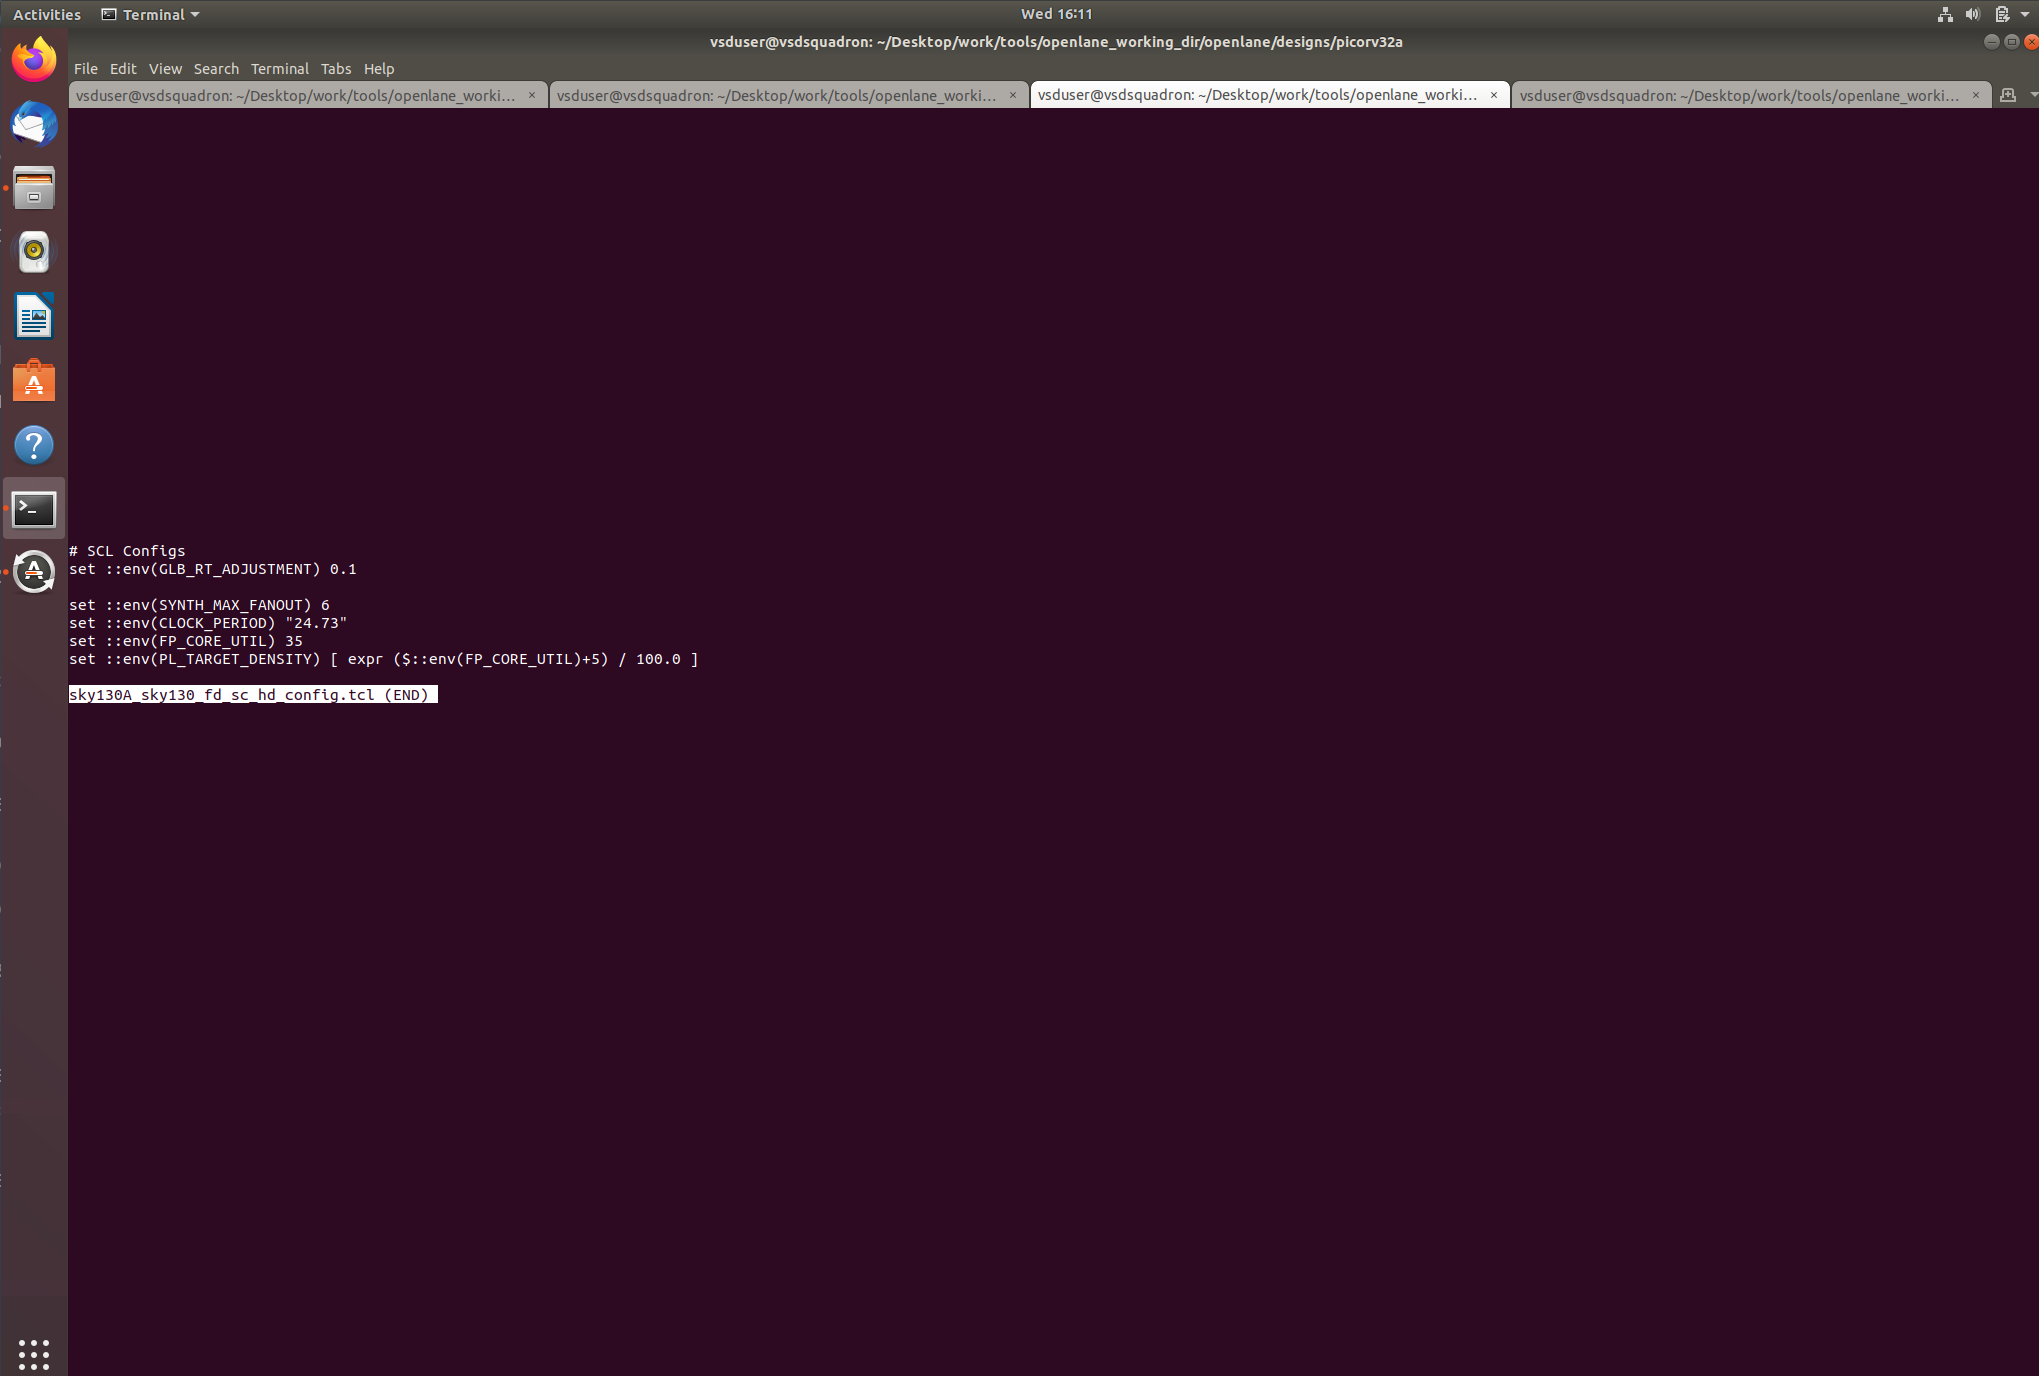 Activities Terminal Wed 16:11
vsduser@vsdsquadron: ~/Desktop/work/tools/openlane_working_dir/openlane/designs/picorv32a
File Edit View Search Terminal Tabs Help
vsduser@vsdsquadron: ~/Desktop/work/tools/openlane_worki... × vsduser@vsdsquadron: ~/Desktop/work/tools/openlane_worki... × vsduser@vsdsquadron: ~/Desktop/work/tools/openlane_worki... × vsduser@vsdsquadron: ~/Desktop/work/tools/openlane_worki... ×
# SCL Configs
set ::env(GLB_RT_ADJUSTMENT) 0.1
set ::env(SYNTH_MAX_FANOUT) 6
set ::env(CLOCK_PERIOD) "24.73"
set ::env(FP_CORE_UTIL) 35
set ::env(PL_TARGET_DENSITY) [ expr ($::env(FP_CORE_UTIL)+5) / 100.0 ]
sky130A_sky130_fd_sc_hd_config.tcl (END)